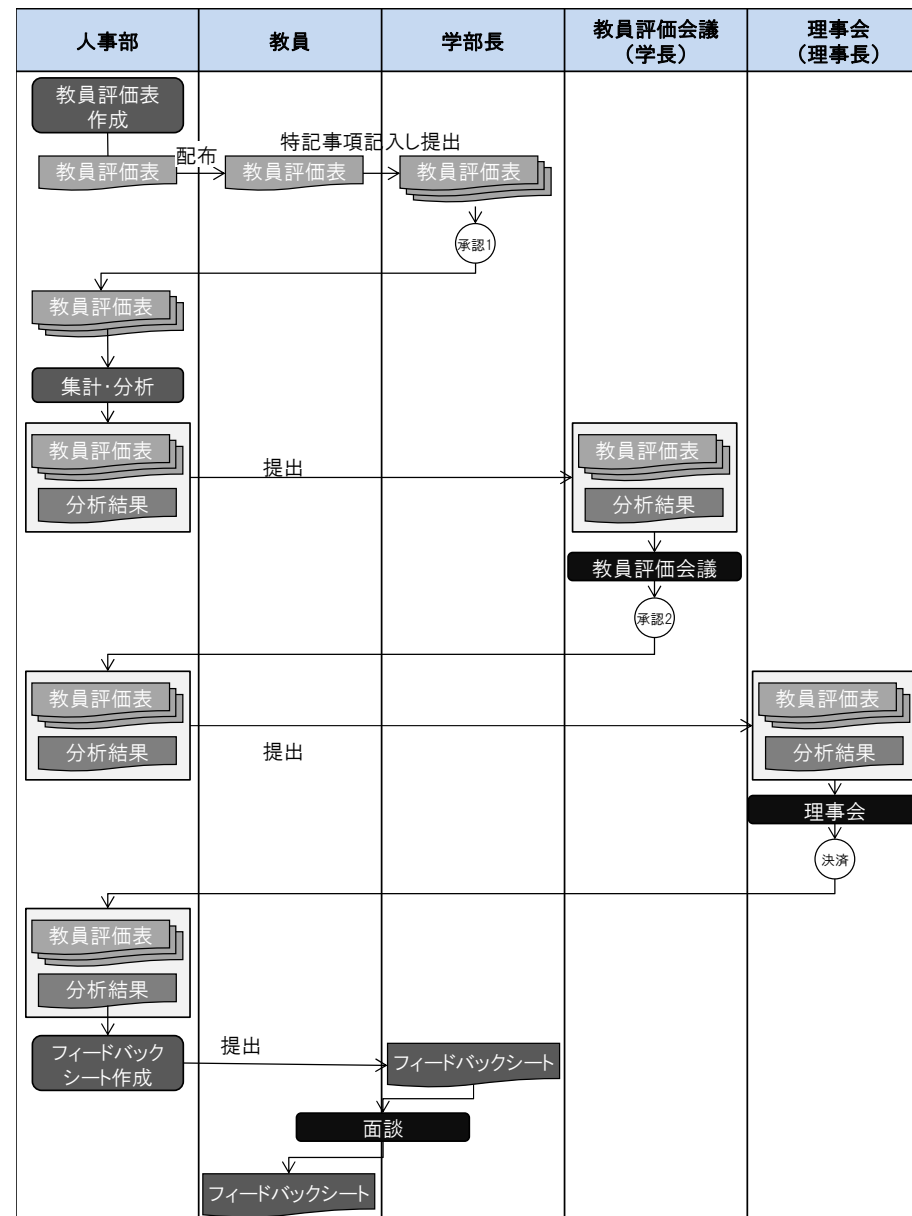 人事部
教員
学部長
教員評価会議
（学長）
理事会
（理事長）
教員評価表
作成
配布
特記事項記入し提出
教員評価表
教員評価表
教員評価表
承認1
教員評価表
集計・分析
教員評価表
分析結果
提出
教員評価表
分析結果
教員評価会議
承認2
教員評価表
分析結果
提出
教員評価表
分析結果
理事会
決済
教員評価表
分析結果
フィードバック
シート作成
提出
フィードバックシート
面談
フィードバックシート